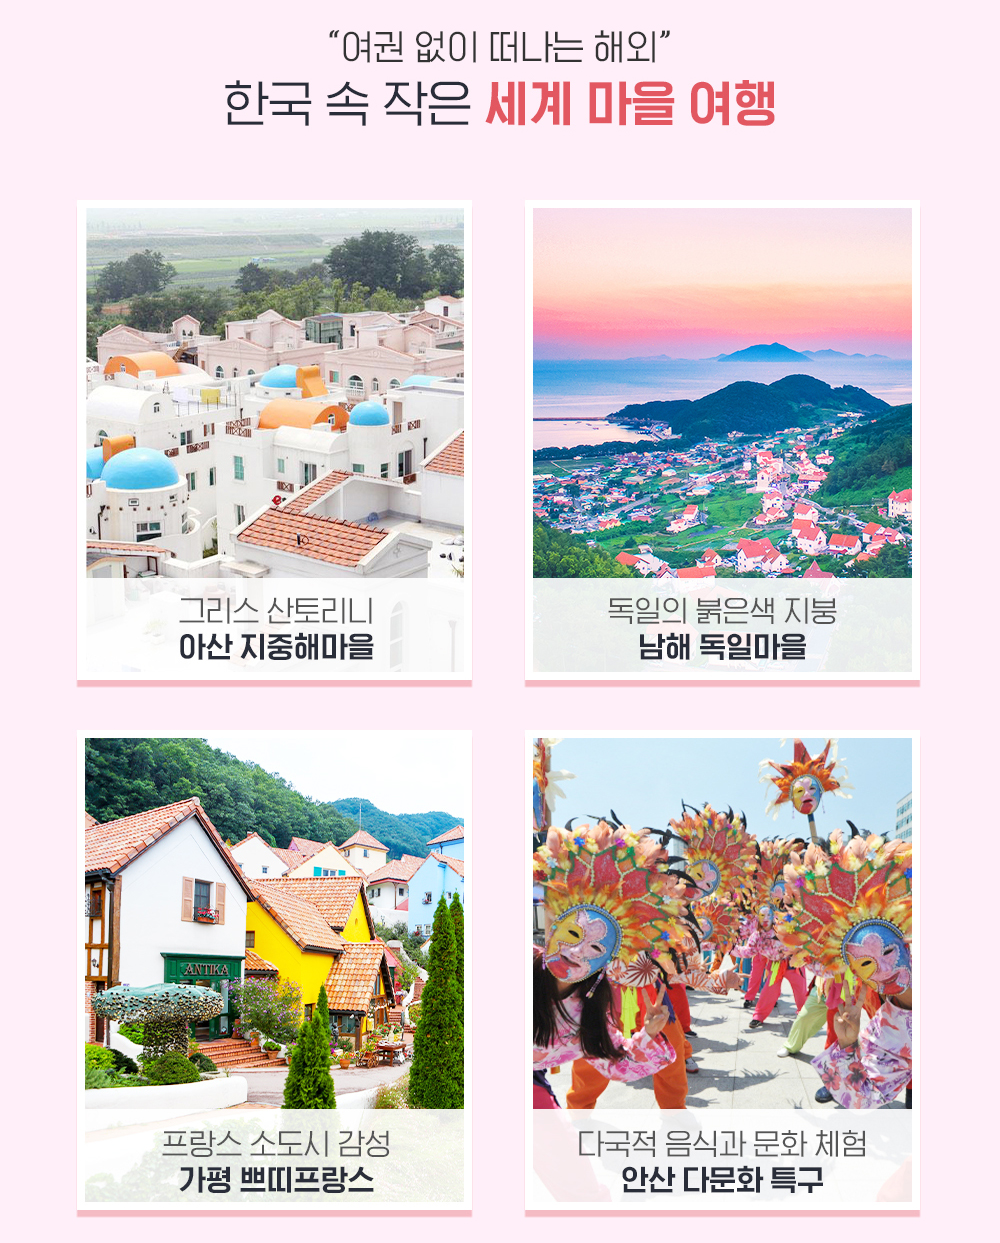 “여권 없이 떠나는 해외”
한국 속 작은 세계 마을 여행
그리스 산토리니
아산 지중해마을
독일의 붉은색 지붕
남해 독일마을
ANTIKA
프랑스 소도시 감성
가평 쁘띠프랑스
다국적 음식과 문화 체험
안산 다문화 특구